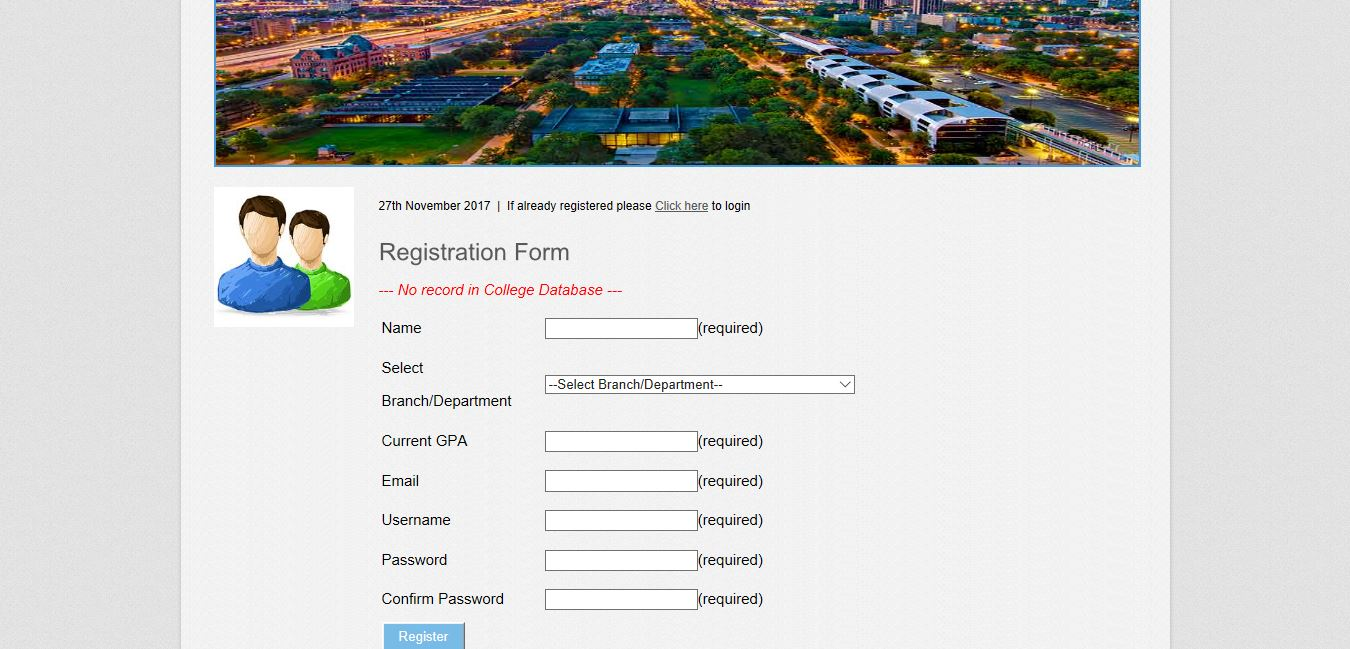 27th November 2017 | If already registered please Click here to login
Registration Form
--- No record in College Database ---
Name (required)
Select
Branch/Department --Select Branch/Department--
Current GPA (required)
Email (required)
Username (required)
Password (required)
Confirm Password (required)
Register